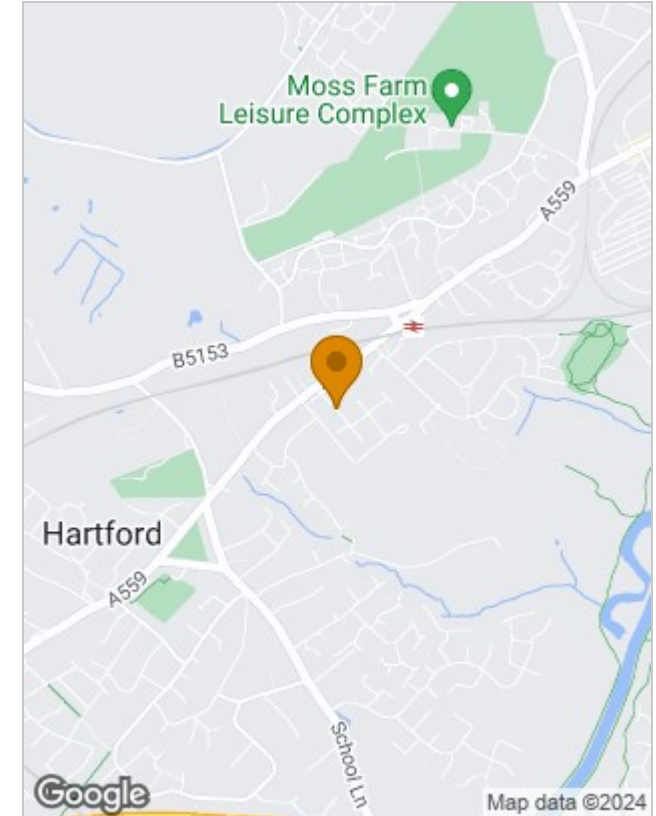 Moss Farm
Leisure Complex
A559
B5153
Hartford
A559
School Ln
Google
Map data ©2024